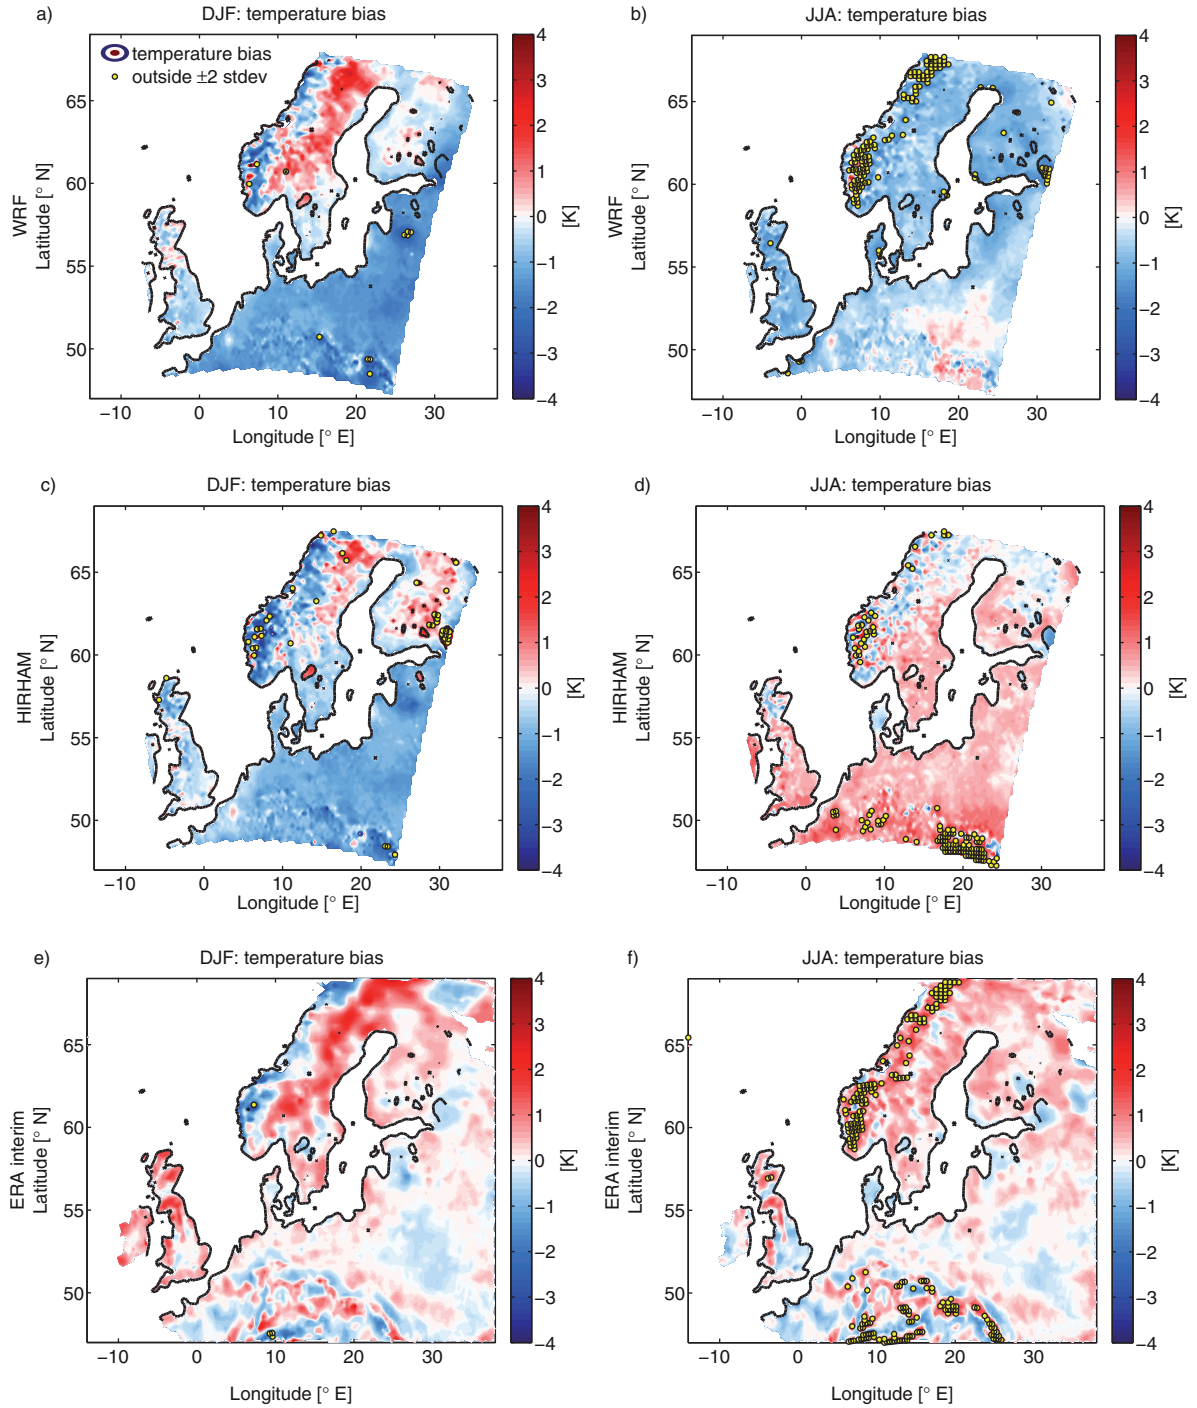 a) DJF: temperature bias
temperature bias
outside ±2 stdev
WRF
Latitude [° N]
65
60
55
50
−10 0 10 20 30
Longitude [° E]
4
3
2
1
0
−1
−2
−3
−4
[K]
b) JJA: temperature bias
WRF
Latitude [° N]
65
60
55
50
−10 0 10 20 30
Longitude [° E]
4
3
2
1
0
−1
−2
−3
−4
[K]
c) DJF: temperature bias
HIRHAM
Latitude [° N]
65
60
55
50
−10 0 10 20 30
Longitude [° E]
4
3
2
1
0
−1
−2
−3
−4
[K]
d) JJA: temperature bias
HIRHAM
Latitude [° N]
65
60
55
50
−10 0 10 20 30
Longitude [° E]
4
3
2
1
0
−1
−2
−3
−4
[K]
e) DJF: temperature bias
ERA interim
Latitude [° N]
65
60
55
50
−10 0 10 20 30
Longitude [° E]
4
3
2
1
0
−1
−2
−3
−4
[K]
f) JJA: temperature bias
ERA interim
Latitude [° N]
65
60
55
50
−10 0 10 20 30
Longitude [° E]
4
3
2
1
0
−1
−2
−3
−4
[K]